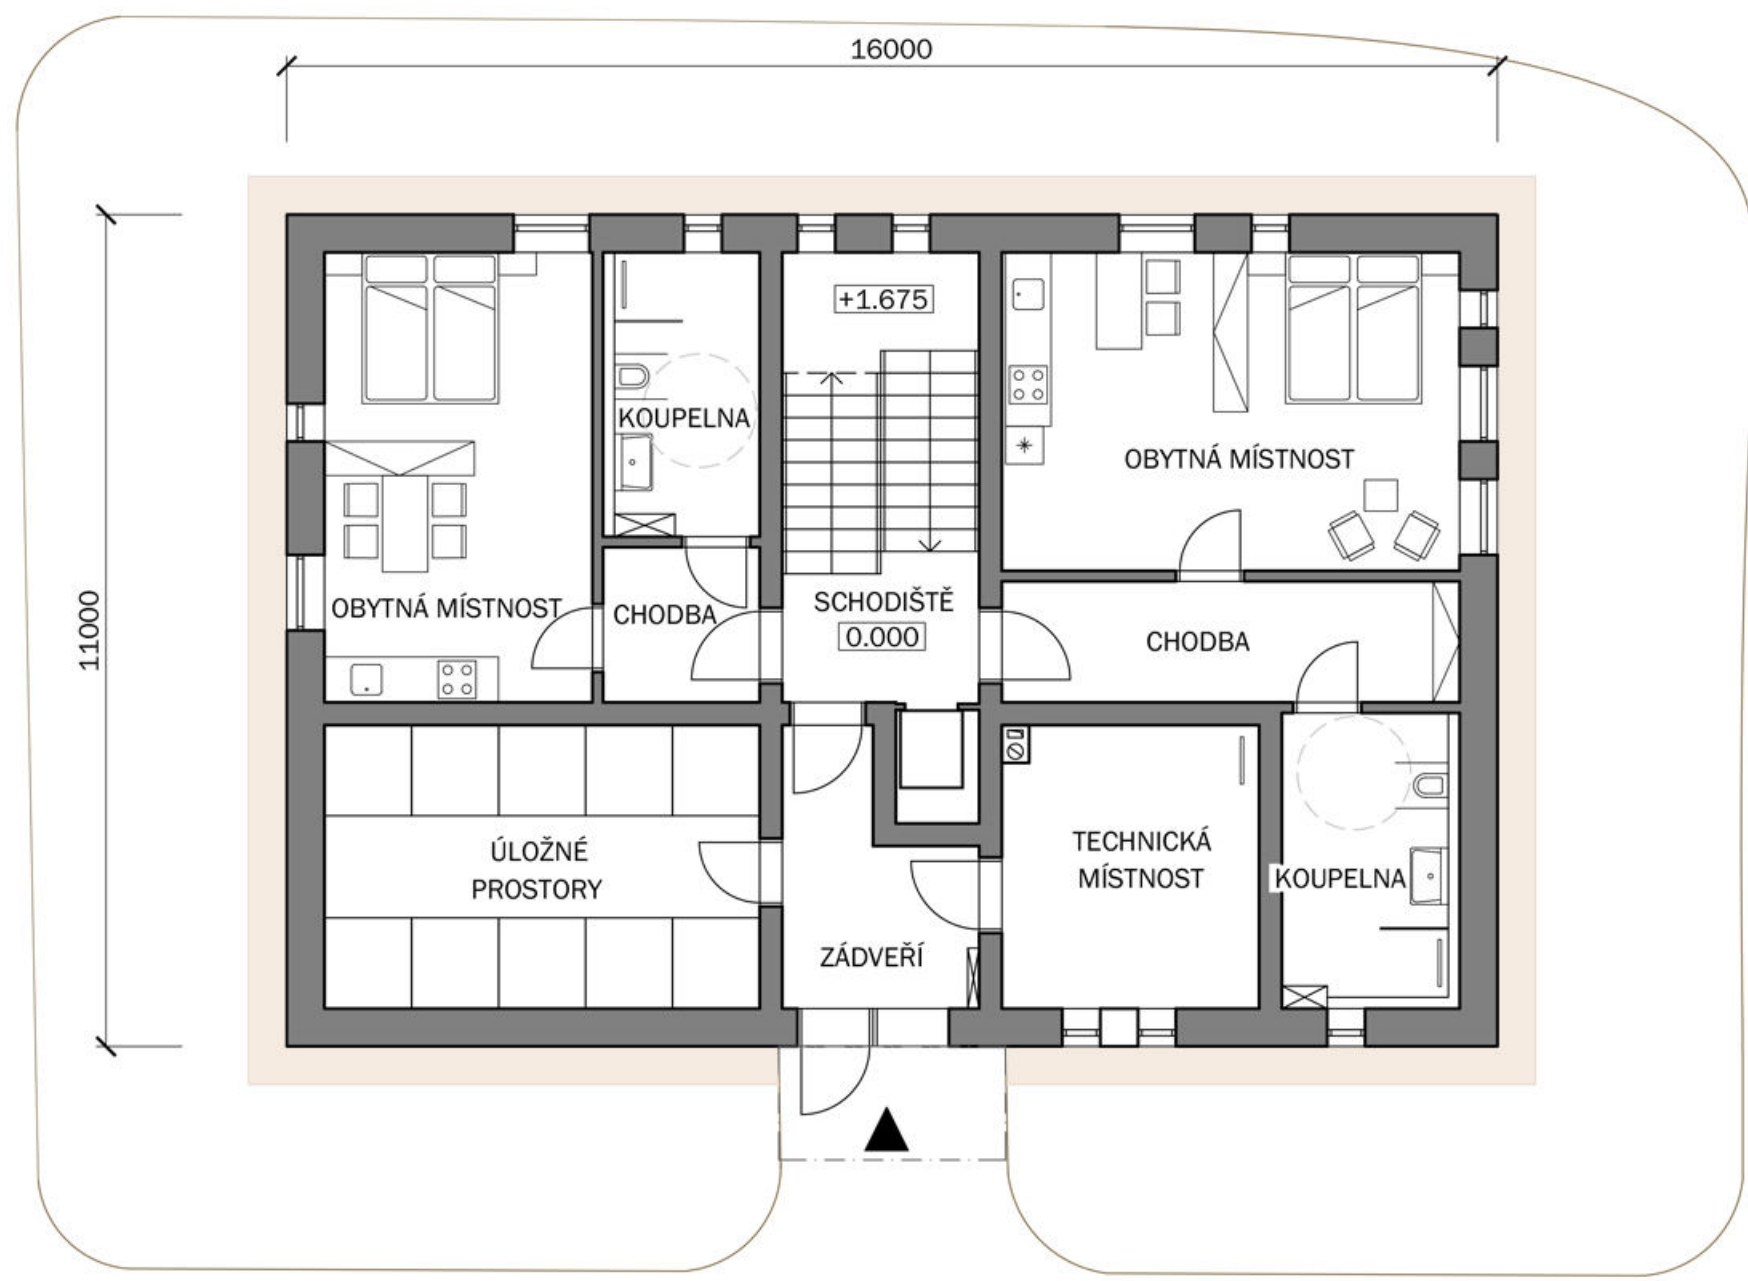 16000
+1.675
KOUPELNA
OBYTNÁ MÍSTNOST
11000
OBYTNÁ MÍSTNOST
CHODBA
SCHODIŠTĚ
0.000
CHODBA
ÚLOŽNÉ
PROSTORY
TECHNICKÁ
MÍSTNOST
KOUPELNA
ZÁDVEŘÍ